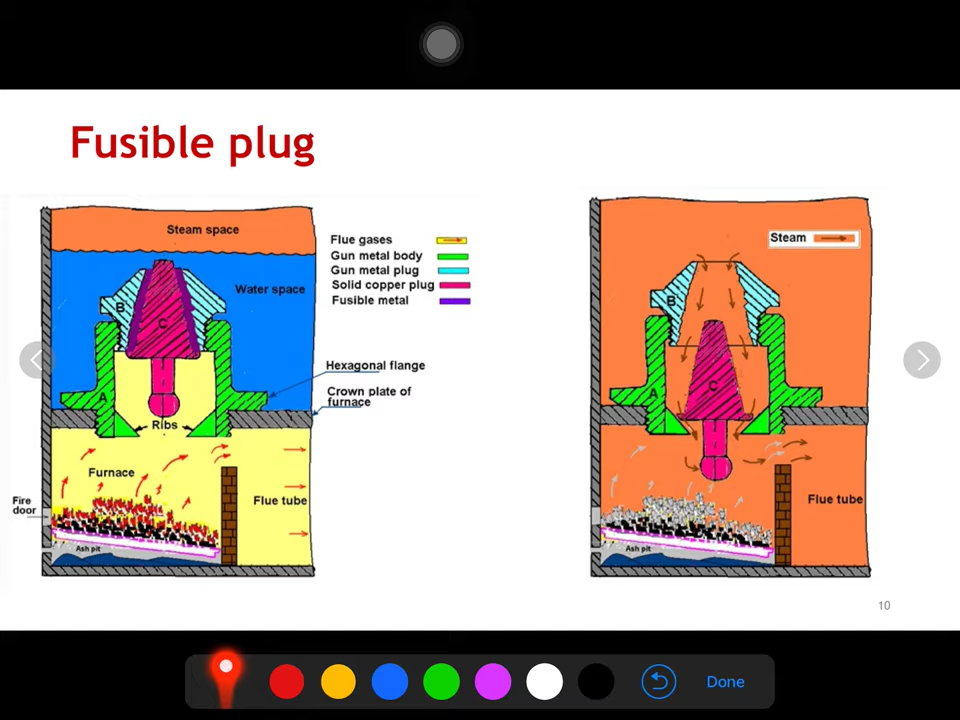 Fusible plug
Steam space
Water space
B
C
A
Ribs
Furnace
Fire
door
Flue tube
Ash pit
Flue gases
Gun metal body
Gun metal plug
Solid copper plug
Fusible metal
Hexagonal flange
Crown plate of
furnace
Steam
B
C
A
Flue tube
Ash pit
10
Done